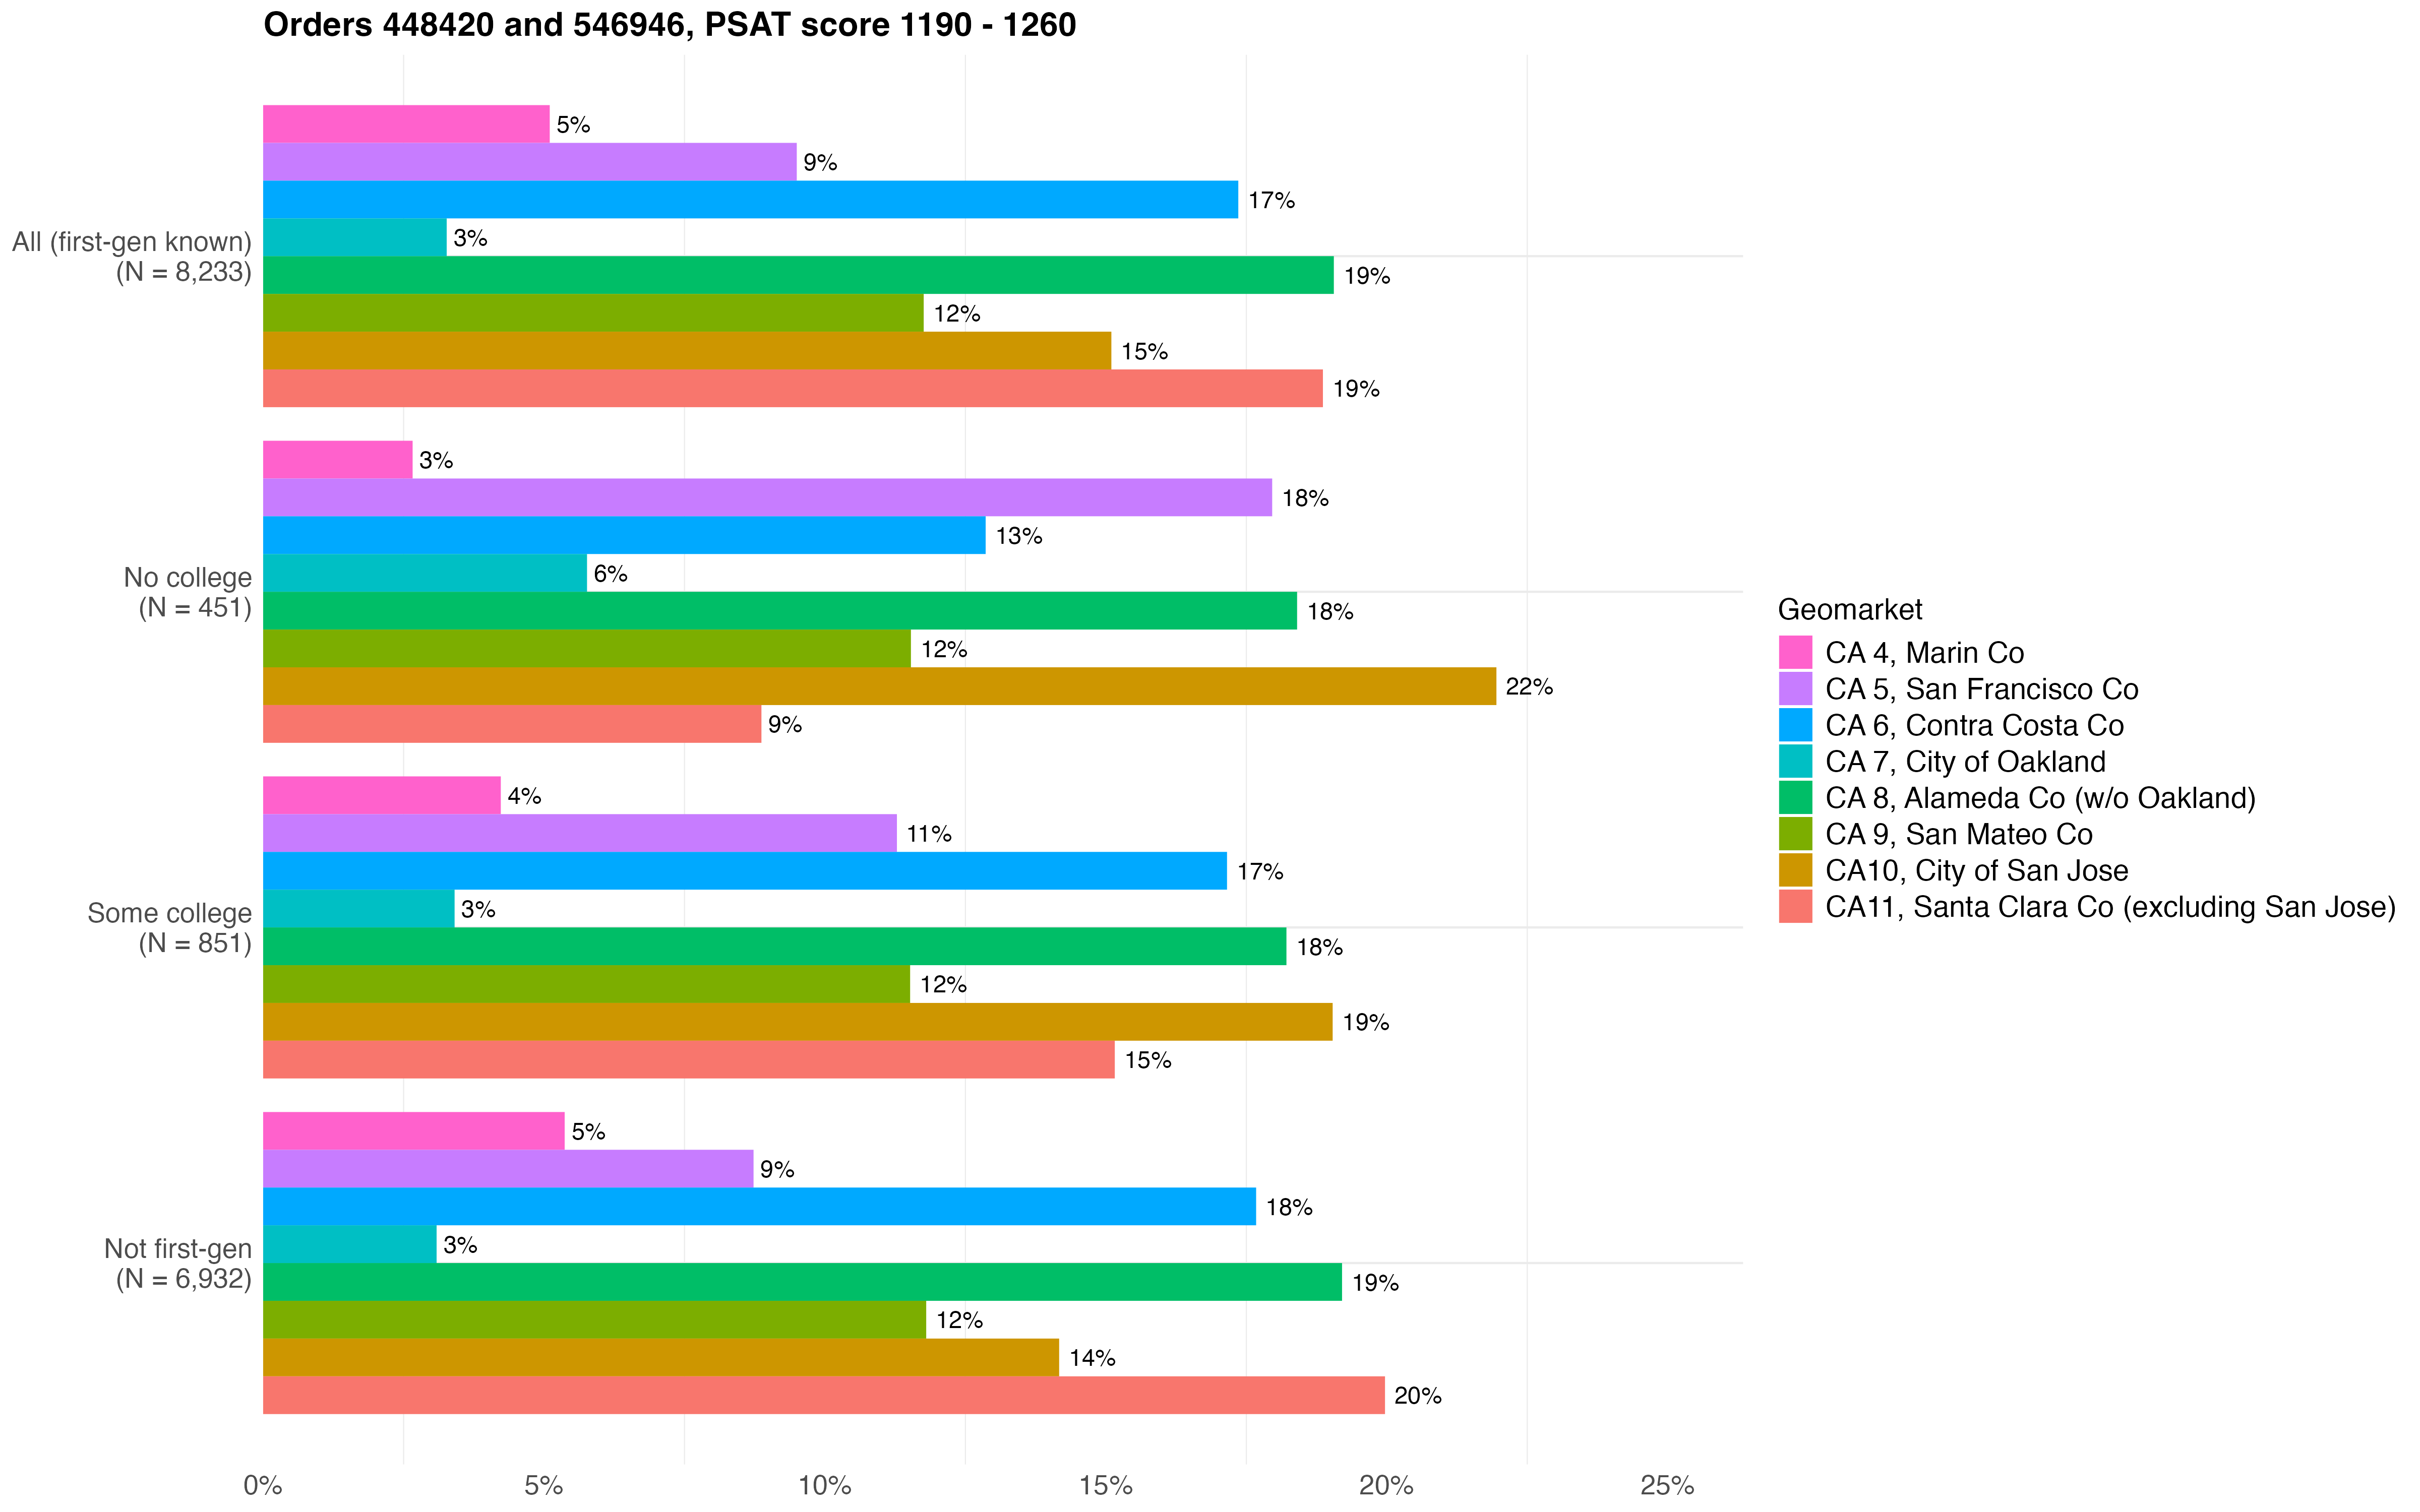 Orders 448420 and 546946, PSAT score 1190 - 1260
All (first-gen known)
(N = 8,233)
5%
9%
17%
3%
19%
12%
15%
19%
No college
(N = 451)
3%
18%
13%
6%
18%
12%
22%
9%
Some college
(N = 851)
4%
11%
17%
3%
18%
12%
19%
15%
Not first-gen
(N = 6,932)
5%
9%
18%
3%
19%
12%
14%
20%
0%
5%
10%
15%
20%
25%
Geomarket
CA 4, Marin Co
CA 5, San Francisco Co
CA 6, Contra Costa Co
CA 7, City of Oakland
CA 8, Alameda Co (w/o Oakland)
CA 9, San Mateo Co
CA10, City of San Jose
CA11, Santa Clara Co (excluding San Jose)